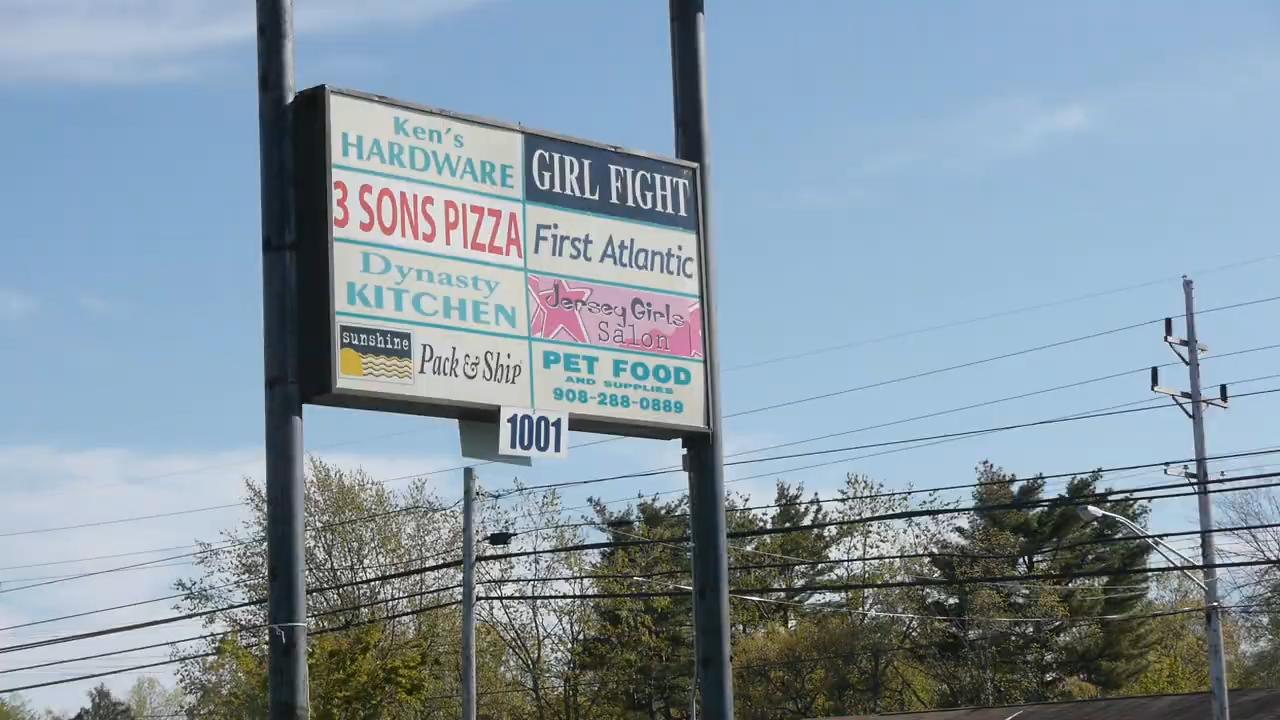 Ken's
HARDWARE
3 SONS PIZZA
Dynasty
KITCHEN
sunshine
Pack & Ship
GIRL FIGHT
First Atlantic
Jersey Girls
Salon
PET FOOD
AND SUPPLIES
908-288-0889
1001